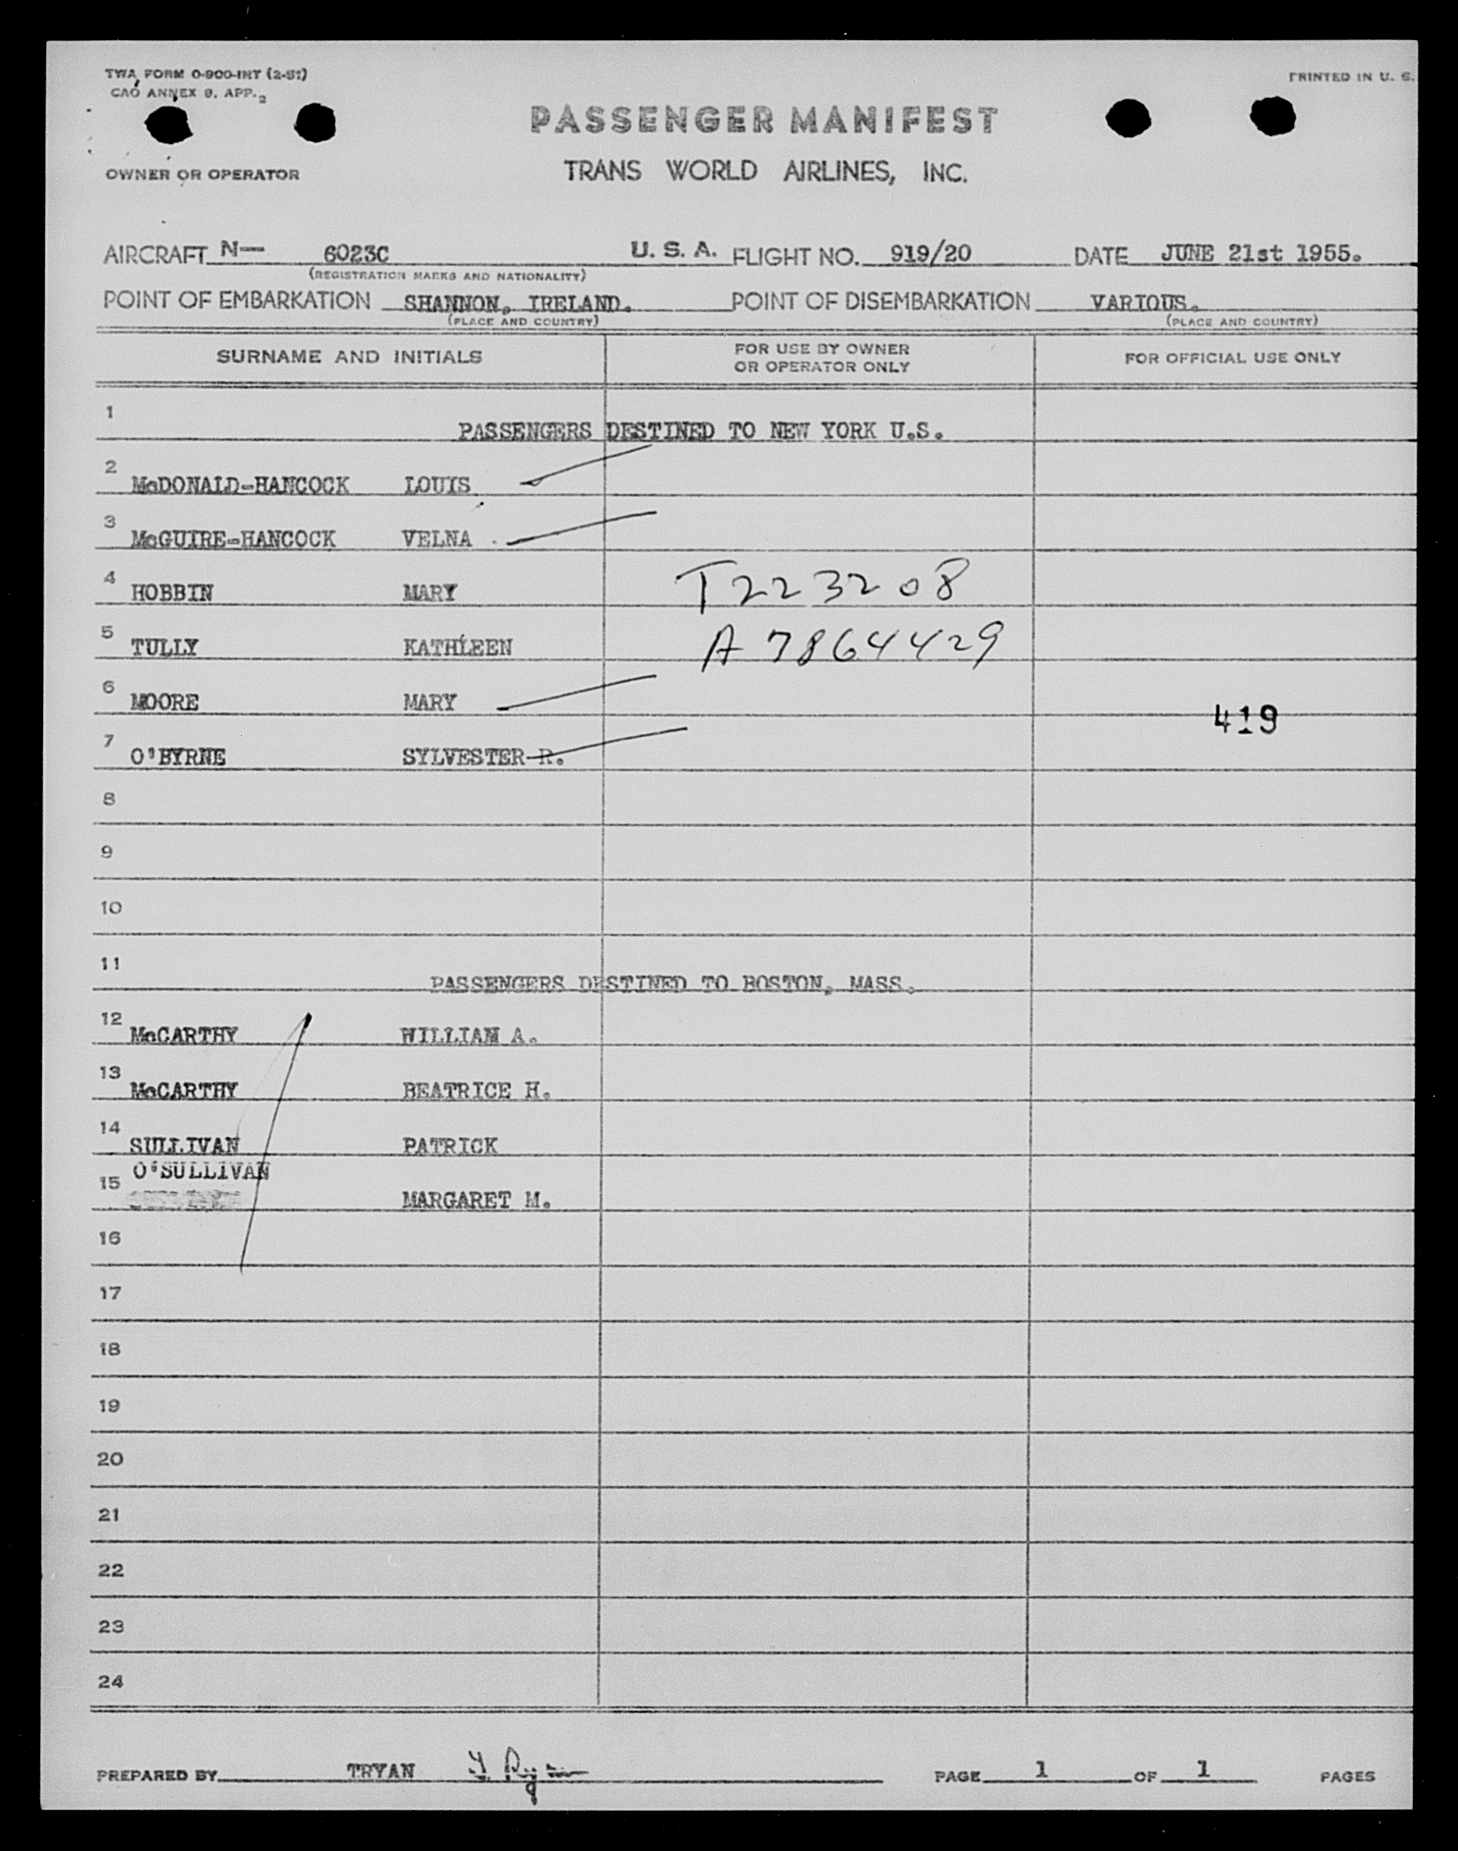 TWA FORM O-900-INT (2-51)
CAO ANNEX 9, APP. 2
PRINTED IN U. S.
PASSENGER MANIFEST
OWNER OR OPERATOR
TRANS WORLD AIRLINES, INC.
AIRCRAFT N— 6023C U. S. A. FLIGHT NO. 919/20 DATE JUNE 21st 1955.
(REGISTRATION MARKS AND NATIONALITY)
POINT OF EMBARKATION SHANNON, IRELAND. POINT OF DISEMBARKATION VARIOUS.
(PLACE AND COUNTRY) (PLACE AND COUNTRY)
SURNAME AND INITIALS FOR USE BY OWNER OR OPERATOR ONLY FOR OFFICIAL USE ONLY
1 PASSENGERS DESTINED TO NEW YORK U.S.
2 McDONALD-HANCOCK LOUIS
3 McGUIRE-HANCOCK VELNA
4 HOBBIN MARY T223208
5 TULLY KATHLEEN A 7864429
6 MOORE MARY
419
7 O'BYRNE SYLVESTER R.
8
9
10
11 PASSENGERS DESTINED TO BOSTON, MASS.
12 McCARTHY WILLIAM A.
13 McCARTHY BEATRICE H.
14 SULLIVAN PATRICK
O'SULLIVAN
15 MARGARET M.
16
17
18
19
20
21
22
23
24
PREPARED BY TRYAN T. Ryan PAGE 1 OF 1 PAGES